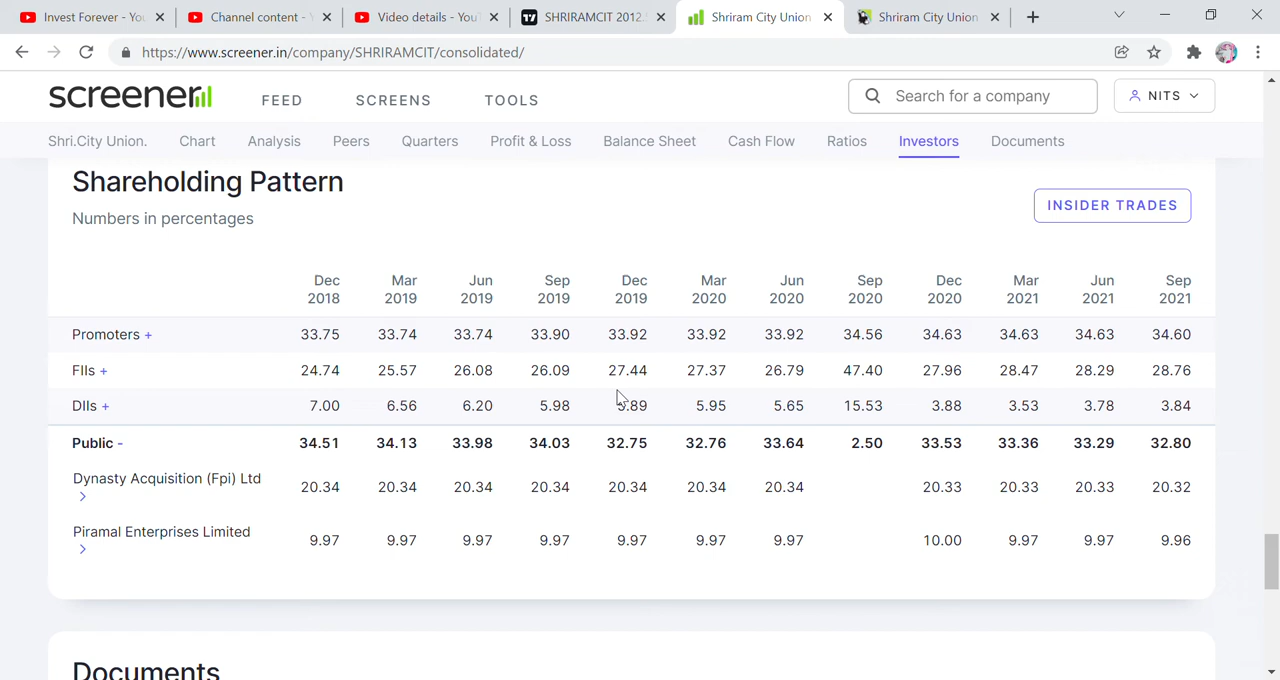 Invest Forever - You
Channel content - Y
Video details - YouT
SHRIRAMCIT 2012.
Shriram City Union
Shriram City Union
https://www.screener.in/company/SHRIRAMCIT/consolidated/
screener
FEED SCREENS TOOLS
Search for a company
NITS
Shri.City Union. Chart Analysis Peers Quarters Profit & Loss Balance Sheet Cash Flow Ratios Investors Documents
Shareholding Pattern
Numbers in percentages
INSIDER TRADES
Dec Mar Jun Sep Dec Mar Jun Sep Dec Mar Jun Sep
2018 2019 2019 2019 2019 2020 2020 2020 2020 2021 2021 2021
Promoters + 33.75 33.74 33.74 33.90 33.92 33.92 33.92 34.56 34.63 34.63 34.63 34.60
FIIs + 24.74 25.57 26.08 26.09 27.44 27.37 26.79 47.40 27.96 28.47 28.29 28.76
DIIs + 7.00 6.56 6.20 5.98 5.89 5.95 5.65 15.53 3.88 3.53 3.78 3.84
Public - 34.51 34.13 33.98 34.03 32.75 32.76 33.64 2.50 33.53 33.36 33.29 32.80
Dynasty Acquisition (Fpi) Ltd 20.34 20.34 20.34 20.34 20.34 20.34 20.34 20.33 20.33 20.33 20.32
Piramal Enterprises Limited 9.97 9.97 9.97 9.97 9.97 9.97 9.97 10.00 9.97 9.97 9.96
Documents